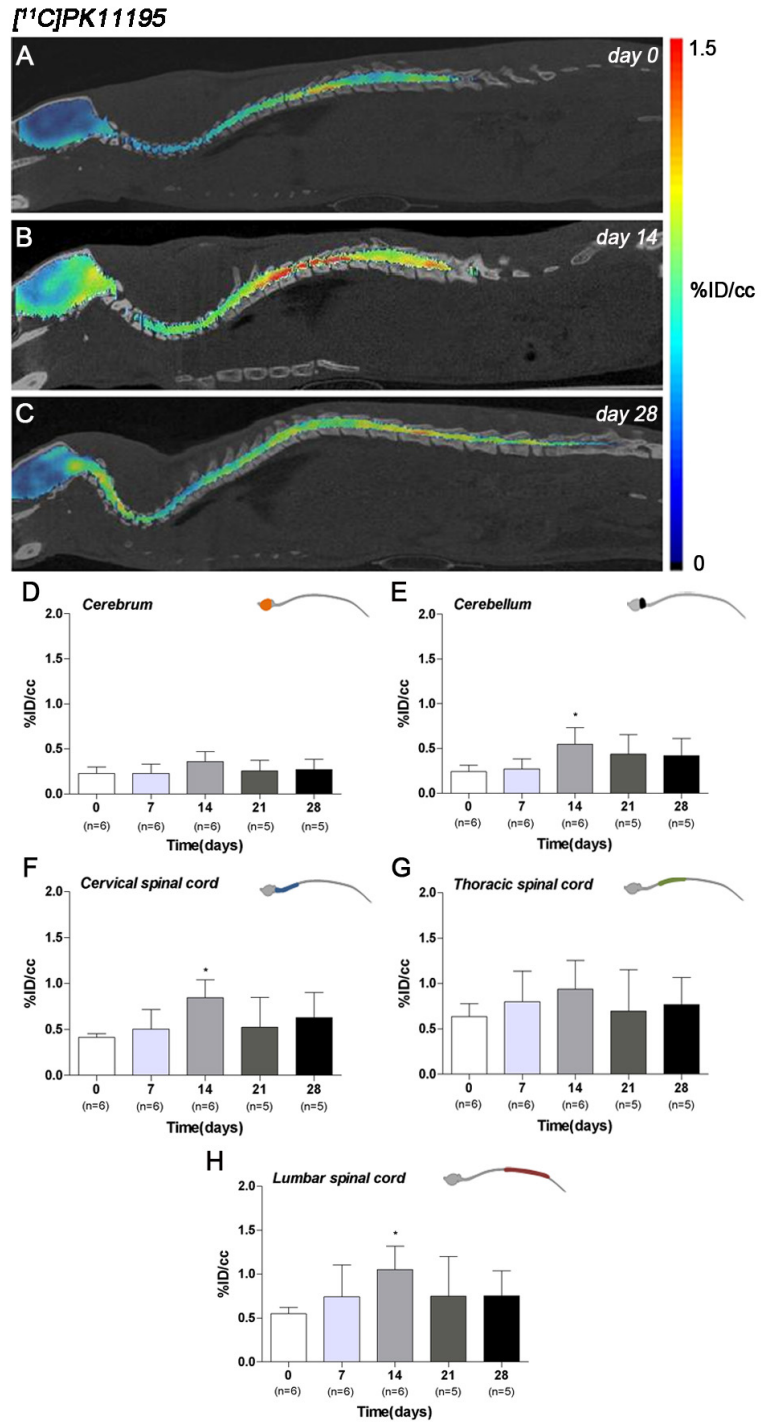 [¹¹C]PK11195
A
day 0
1.5
B
day 14
%ID/cc
C
day 28
0
D
Cerebrum
2.0
1.5
1.0
0.5
0.0
%ID/cc
0 7 14 21 28
(n=6) (n=6) (n=6) (n=5) (n=5)
Time(days)
E
Cerebellum
2.0
1.5
1.0
0.5
0.0
%ID/cc
*
0 7 14 21 28
(n=6) (n=6) (n=6) (n=5) (n=5)
Time(days)
F
Cervical spinal cord
2.0
1.5
1.0
0.5
0.0
%ID/cc
*
0 7 14 21 28
(n=6) (n=6) (n=6) (n=5) (n=5)
Time(days)
G
Thoracic spinal cord
2.0
1.5
1.0
0.5
0.0
%ID/cc
0 7 14 21 28
(n=6) (n=6) (n=6) (n=5) (n=5)
Time(days)
H
Lumbar spinal cord
2.0
1.5
1.0
0.5
0.0
%ID/cc
*
0 7 14 21 28
(n=6) (n=6) (n=6) (n=5) (n=5)
Time(days)